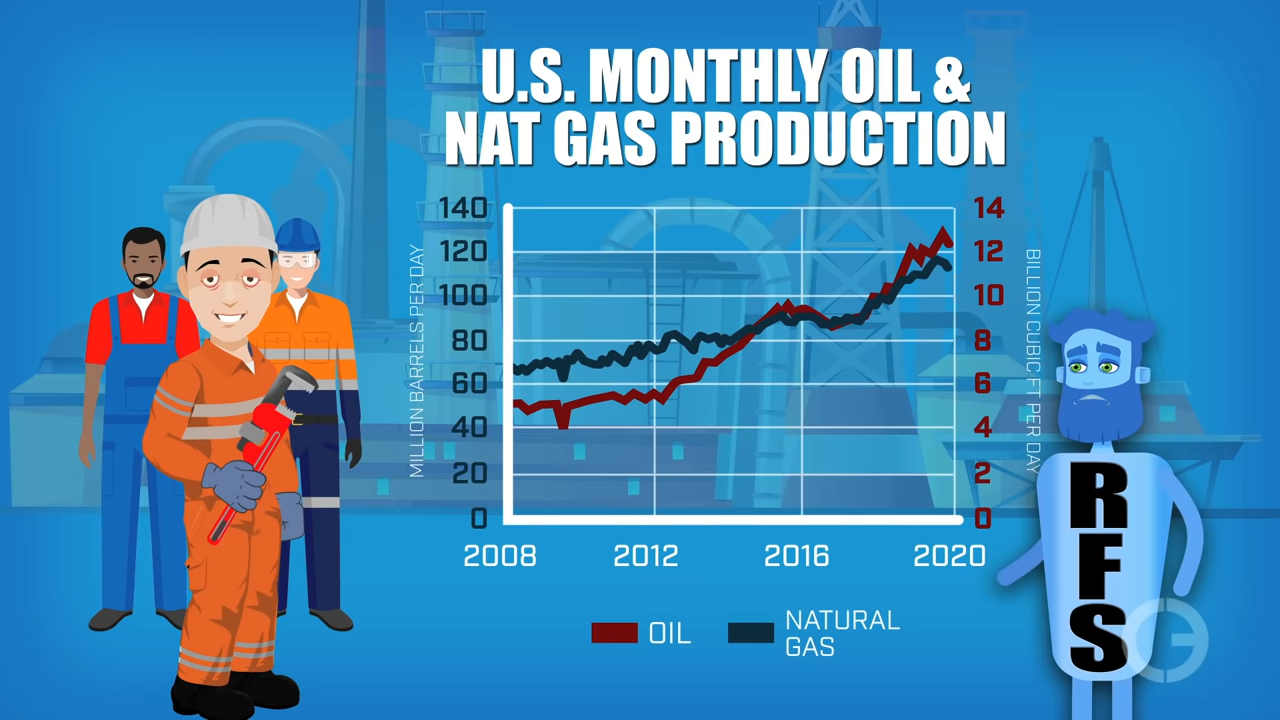 U.S. MONTHLY OIL &
NAT GAS PRODUCTION
140
120
100
80
60
40
20
0
MILLION BARRELS PER DAY
14
12
10
8
6
4
2
0
BILLION CUBIC FT PER DAY
2008 2012 2016 2020
OIL
NATURAL
GAS
R
F
S